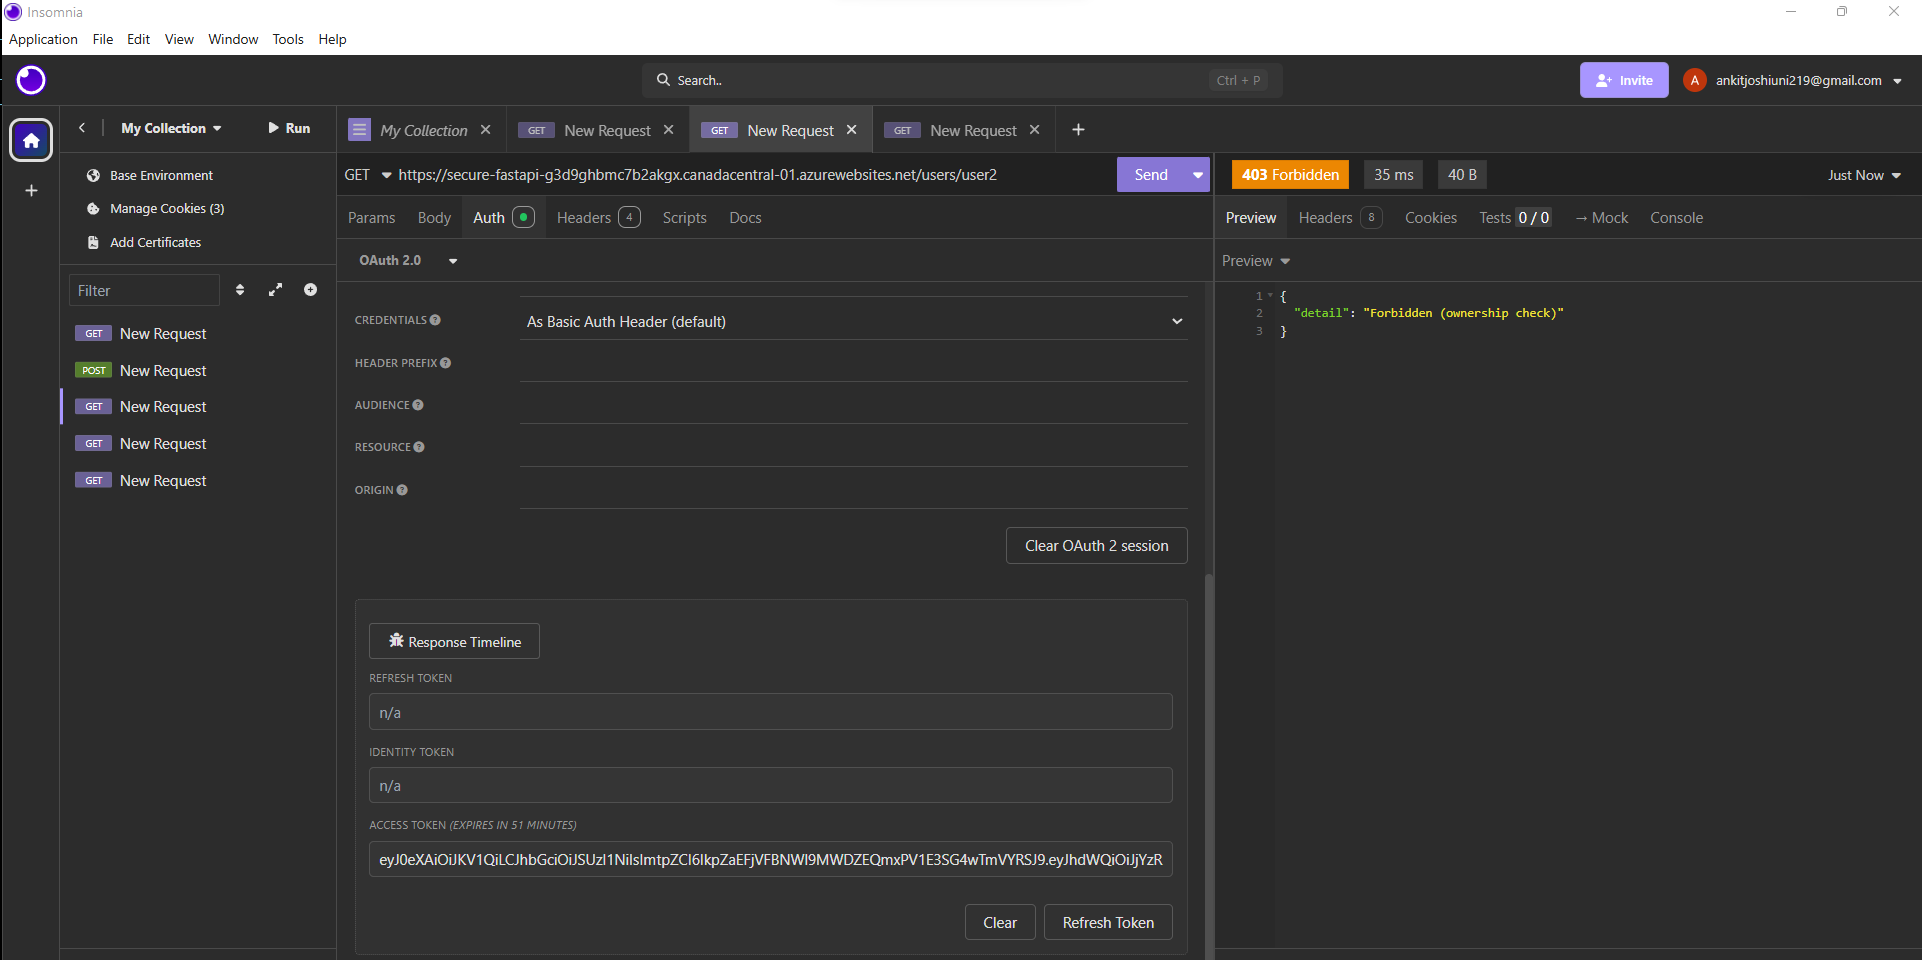 Insomnia
Application File Edit View Window Tools Help
Search.. Ctrl + P
Invite
A ankitjoshiuni219@gmail.com
My Collection
Run
My Collection
GET New Request
GET New Request
GET New Request
Base Environment
Manage Cookies (3)
Add Certificates
Filter
GET New Request
POST New Request
GET New Request
GET New Request
GET New Request
GET https://secure-fastapi-g3d9ghbmc7b2akgx.canadacentral-01.azurewebsites.net/users/user2
Send
Params Body Auth Headers 4 Scripts Docs
OAuth 2.0
CREDENTIALS As Basic Auth Header (default)
HEADER PREFIX
AUDIENCE
RESOURCE
ORIGIN
Clear OAuth 2 session
Response Timeline
REFRESH TOKEN
n/a
IDENTITY TOKEN
n/a
ACCESS TOKEN (EXPIRES IN 51 MINUTES)
eyJ0eXAiOiJKV1QiLCJhbGciOiJSUzI1NiIsImtpZCI6IkpZaEFjVFBNWl9MWDZEQmxPV1E3SG4wTmVYRSJ9.eyJhdWQiOiJjYzR
Clear Refresh Token
403 Forbidden 35 ms 40 B Just Now
Preview Headers 8 Cookies Tests 0 / 0 → Mock Console
Preview
1 {
2 "detail": "Forbidden (ownership check)"
3 }